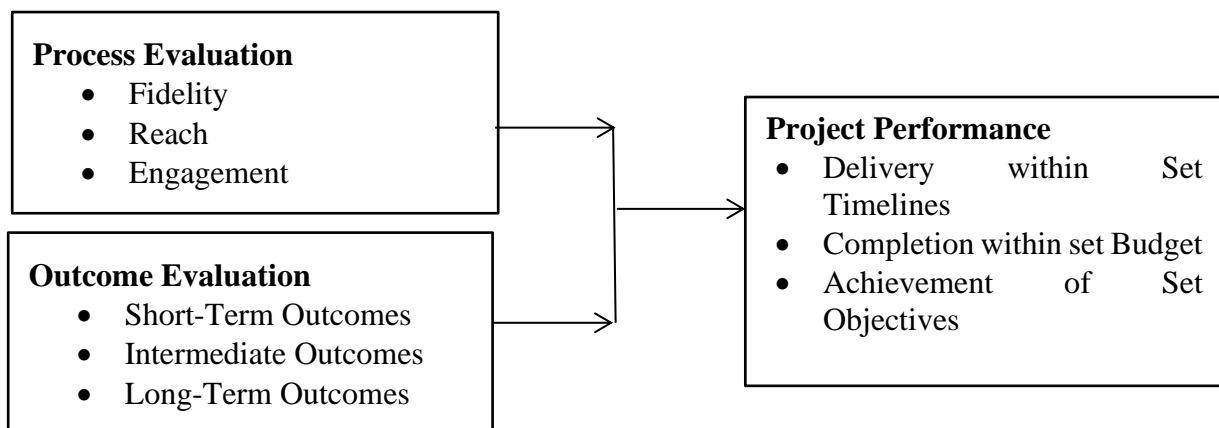 Process Evaluation
• Fidelity
• Reach
• Engagement
Outcome Evaluation
• Short-Term Outcomes
• Intermediate Outcomes
• Long-Term Outcomes
Project Performance
• Delivery within Set
Timelines
• Completion within set Budget
• Achievement of Set
Objectives